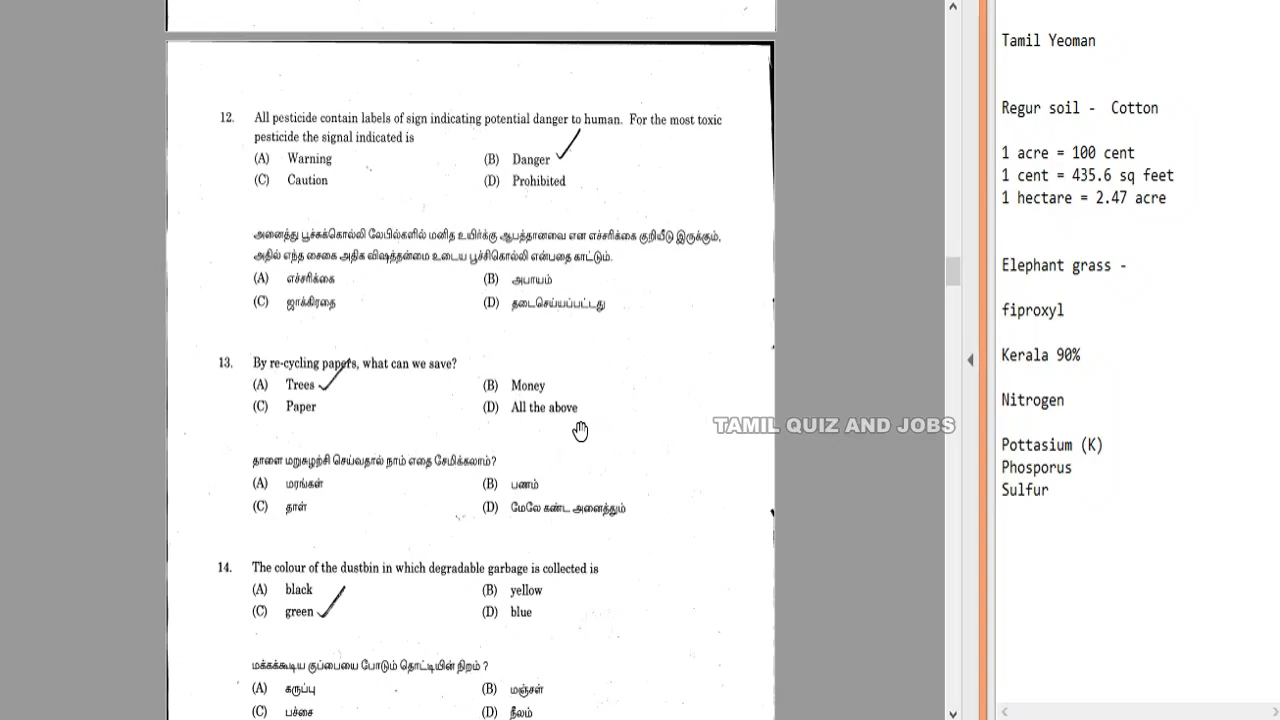 12. All pesticide contain labels of sign indicating potential danger to human. For the most toxic
pesticide the signal indicated is
(A) Warning (B) Danger
(C) Caution (D) Prohibited
அனைத்து பூச்சுக்கொல்லி லேபில்களில் மனித உயிர்க்கு ஆபத்தானவை என எச்சரிக்கை குறியீடு இருக்கும்,
அதில் எந்த சைகை அதிக விஷத்தன்மை உடைய பூச்சிகொல்லி என்பதை காட்டும்.
(A) எச்சரிக்கை (B) அபாயம்
(C) ஜாக்கிரதை (D) தடைசெய்யப்பட்டது
13. By re-cycling papers, what can we save?
(A) Trees (B) Money
(C) Paper (D) All the above
தாளை மறுசுழற்சி செய்வதால் நாம் எதை சேமிக்கலாம்?
(A) மரங்கள் (B) பணம்
(C) தாள் (D) மேலே கண்ட அனைத்தும்
14. The colour of the dustbin in which degradable garbage is collected is
(A) black (B) yellow
(C) green (D) blue
மக்கக்கூடிய குப்பையை போடும் தொட்டியின் நிறம் ?
(A) கருப்பு (B) மஞ்சள்
(C) பச்சை (D) நீலம்
TAMIL QUIZ AND JOBS
Tamil Yeoman
Regur soil - Cotton
1 acre = 100 cent
1 cent = 435.6 sq feet
1 hectare = 2.47 acre
Elephant grass -
fiproxyl
Kerala 90%
Nitrogen
Pottasium (K)
Phosporus
Sulfur